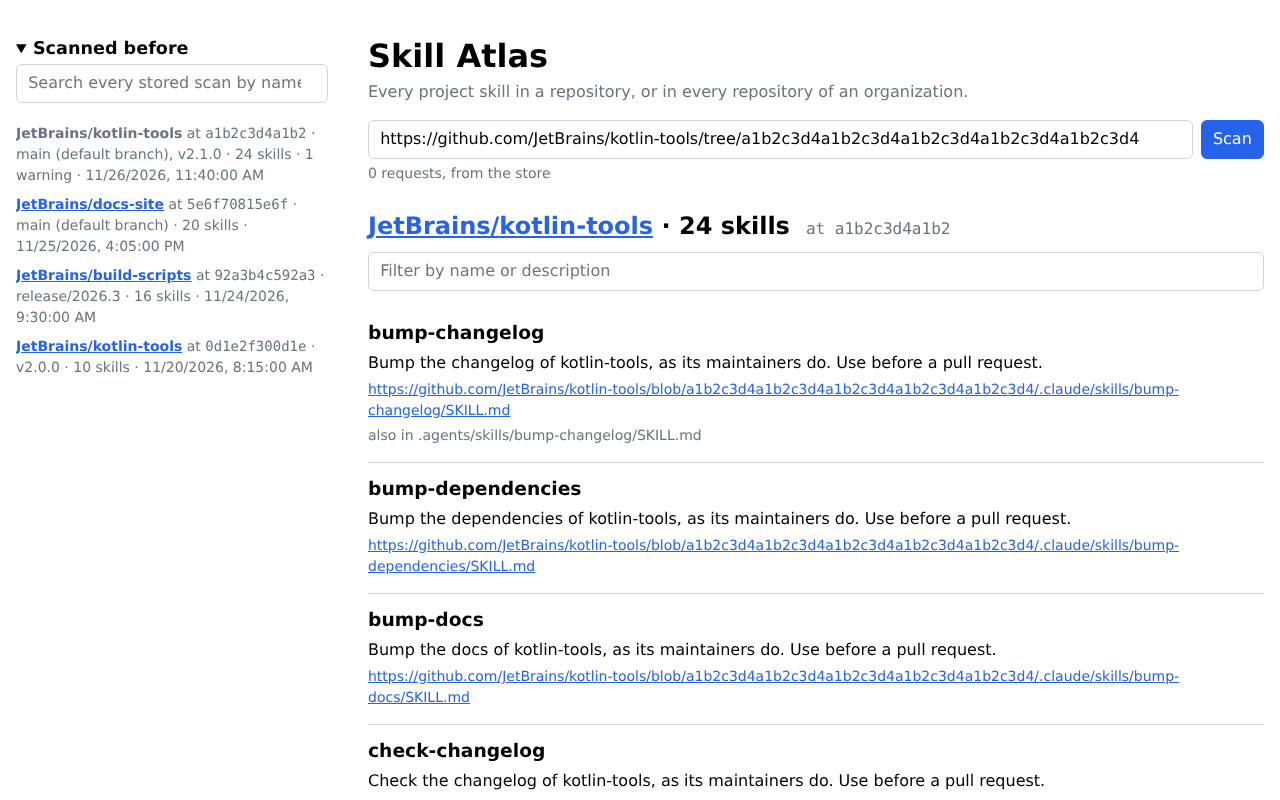 ▼ Scanned before
Search every stored scan by name
JetBrains/kotlin-tools at a1b2c3d4a1b2 ·
main (default branch), v2.1.0 · 24 skills · 1
warning · 11/26/2026, 11:40:00 AM
JetBrains/docs-site at 5e6f70815e6f ·
main (default branch) · 20 skills ·
11/25/2026, 4:05:00 PM
JetBrains/build-scripts at 92a3b4c592a3 ·
release/2026.3 · 16 skills · 11/24/2026,
9:30:00 AM
JetBrains/kotlin-tools at 0d1e2f300d1e ·
v2.0.0 · 10 skills · 11/20/2026, 8:15:00 AM
Skill Atlas
Every project skill in a repository, or in every repository of an organization.
https://github.com/JetBrains/kotlin-tools/tree/a1b2c3d4a1b2c3d4a1b2c3d4a1b2c3d4a1b2c3d4
Scan
0 requests, from the store
JetBrains/kotlin-tools · 24 skills at a1b2c3d4a1b2
Filter by name or description
bump-changelog
Bump the changelog of kotlin-tools, as its maintainers do. Use before a pull request.
https://github.com/JetBrains/kotlin-tools/blob/a1b2c3d4a1b2c3d4a1b2c3d4a1b2c3d4a1b2c3d4/.claude/skills/bump-
changelog/SKILL.md
also in .agents/skills/bump-changelog/SKILL.md
bump-dependencies
Bump the dependencies of kotlin-tools, as its maintainers do. Use before a pull request.
https://github.com/JetBrains/kotlin-tools/blob/a1b2c3d4a1b2c3d4a1b2c3d4a1b2c3d4a1b2c3d4/.claude/skills/bump-
dependencies/SKILL.md
bump-docs
Bump the docs of kotlin-tools, as its maintainers do. Use before a pull request.
https://github.com/JetBrains/kotlin-tools/blob/a1b2c3d4a1b2c3d4a1b2c3d4a1b2c3d4a1b2c3d4/.claude/skills/bump-
docs/SKILL.md
check-changelog
Check the changelog of kotlin-tools, as its maintainers do. Use before a pull request.